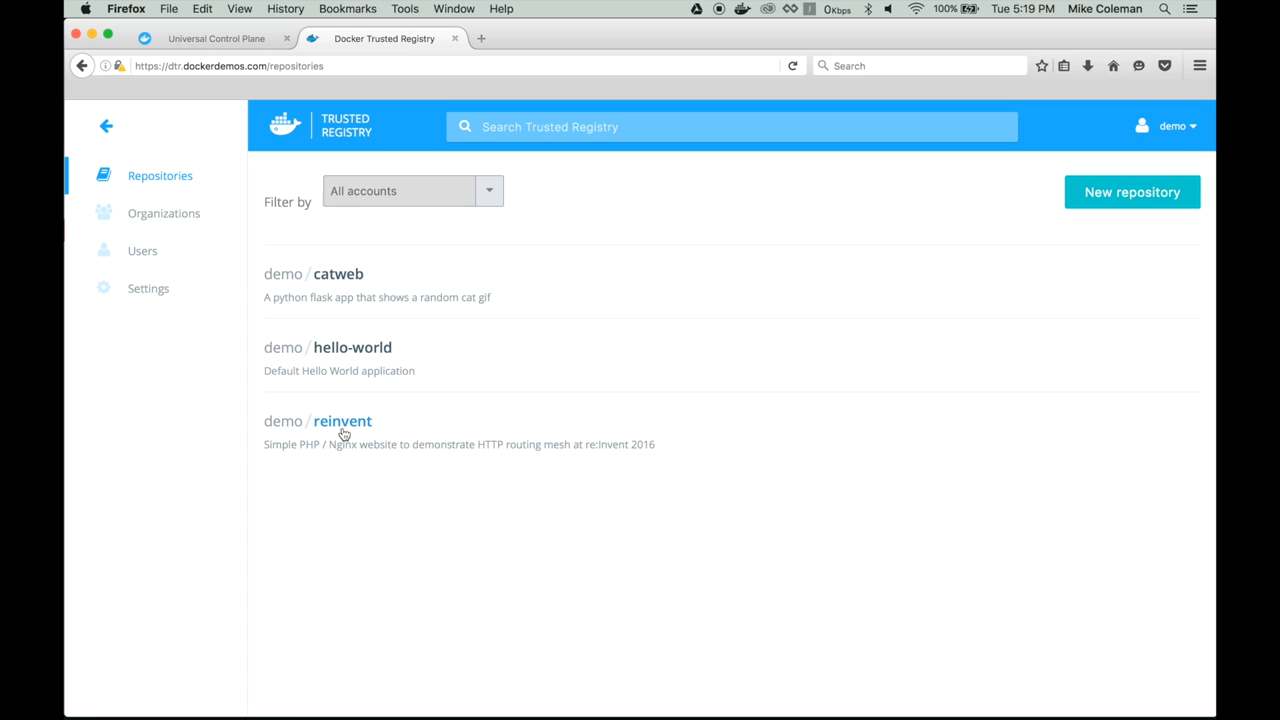 Firefox File Edit View History Bookmarks Tools Window Help 0Kbps 100% Tue 5:19 PM Mike Coleman
Universal Control Plane Docker Trusted Registry
https://dtr.dockerdemos.com/repositories Search
TRUSTED
REGISTRY
Search Trusted Registry
demo
Repositories
Organizations
Users
Settings
Filter by All accounts
New repository
demo / catweb
A python flask app that shows a random cat gif
demo / hello-world
Default Hello World application
demo / reinvent
Simple PHP / Nginx website to demonstrate HTTP routing mesh at re:Invent 2016